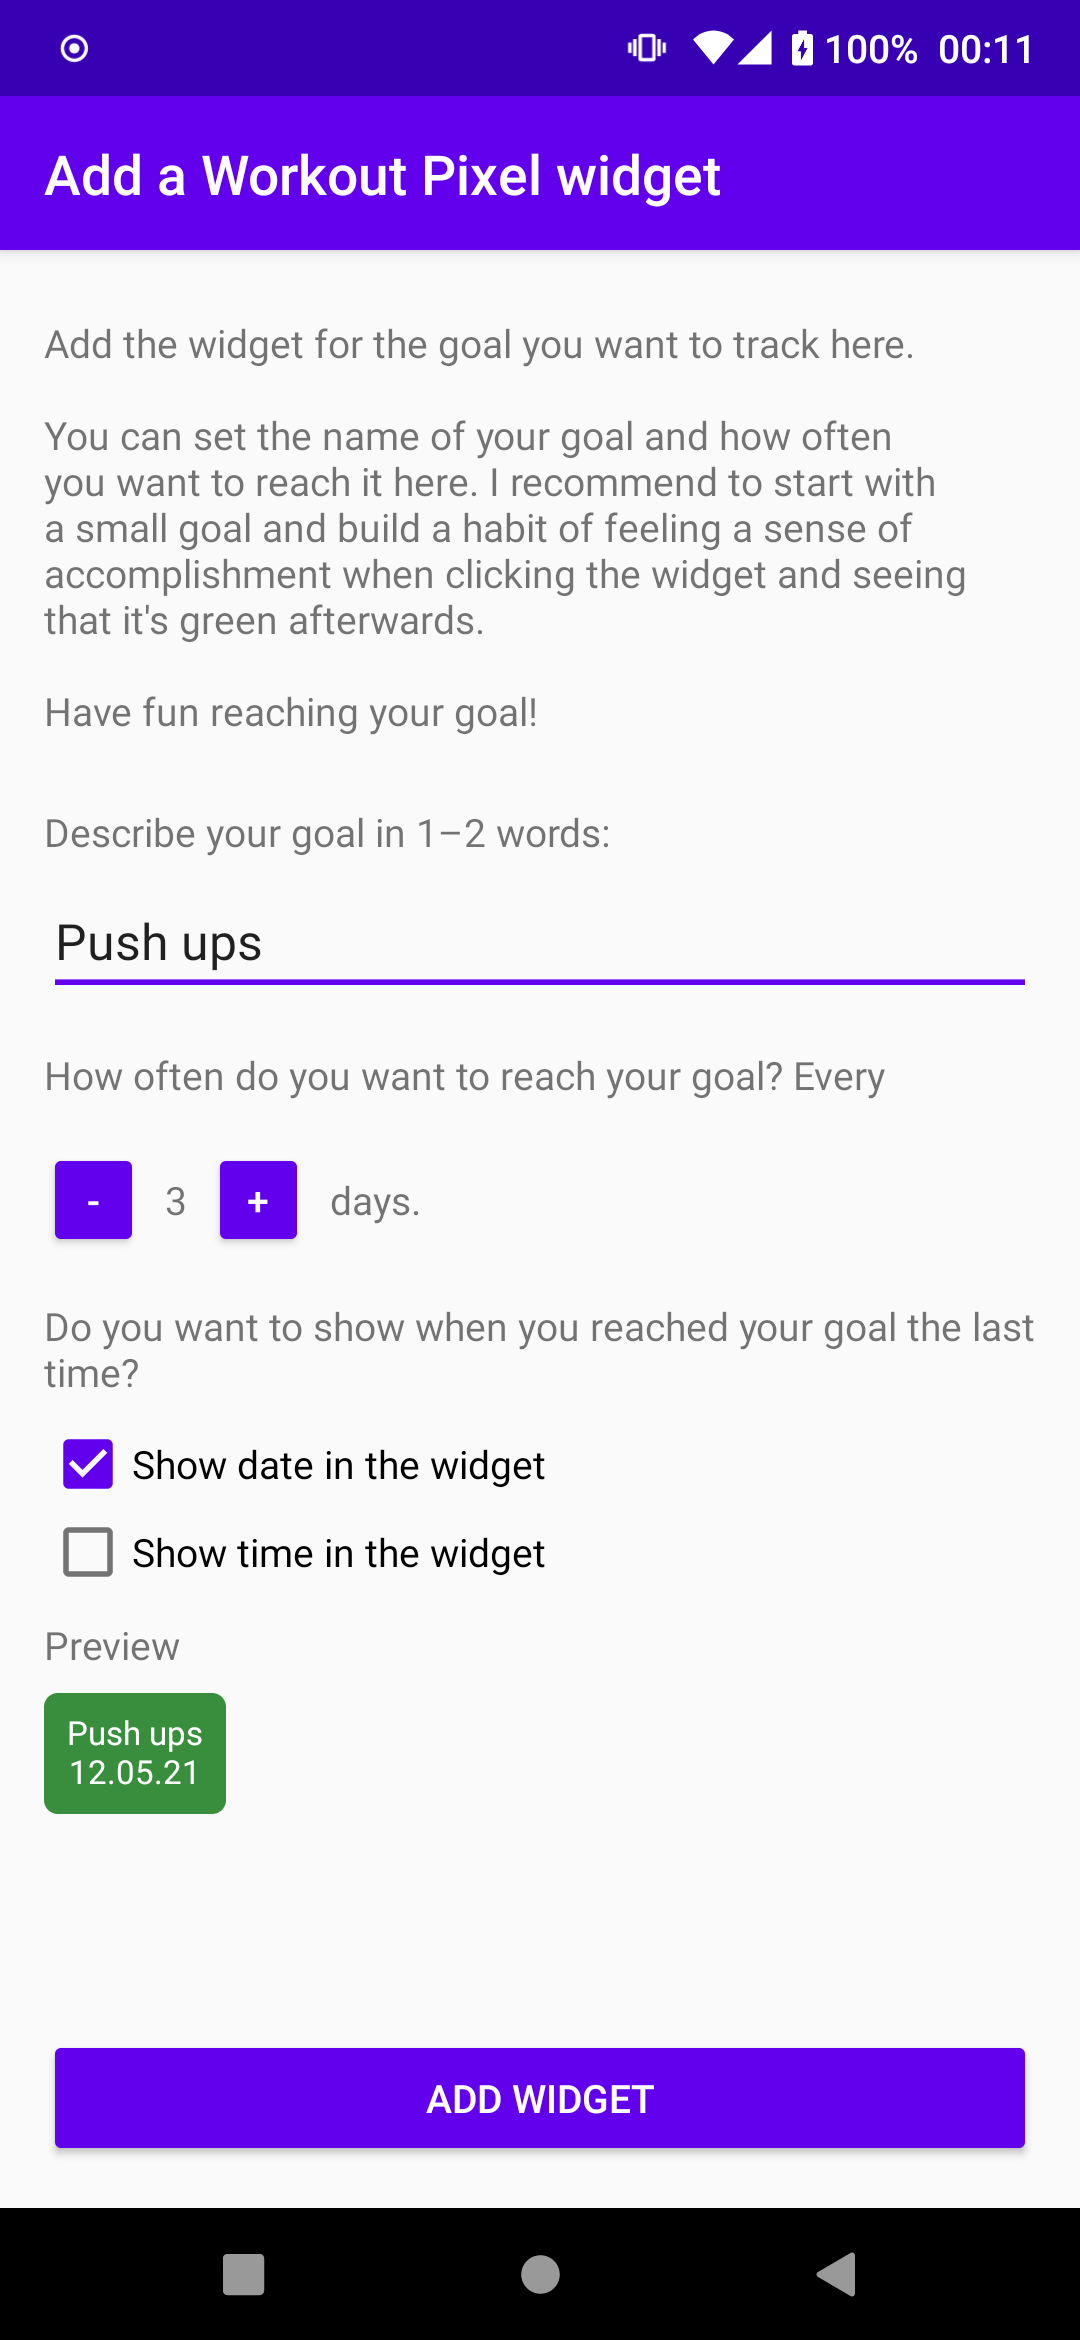 100% 00:11
Add a Workout Pixel widget
Add the widget for the goal you want to track here.
You can set the name of your goal and how often
you want to reach it here. I recommend to start with
a small goal and build a habit of feeling a sense of
accomplishment when clicking the widget and seeing
that it's green afterwards.
Have fun reaching your goal!
Describe your goal in 1–2 words:
Push ups
How often do you want to reach your goal? Every
- 3 + days.
Do you want to show when you reached your goal the last
time?
Show date in the widget
Show time in the widget
Preview
Push ups
12.05.21
ADD WIDGET